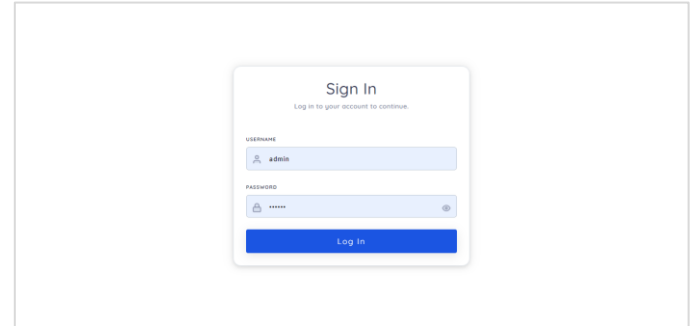 Sign In
Log in to your account to continue.
USERNAME
admin
PASSWORD
••••••
Log In